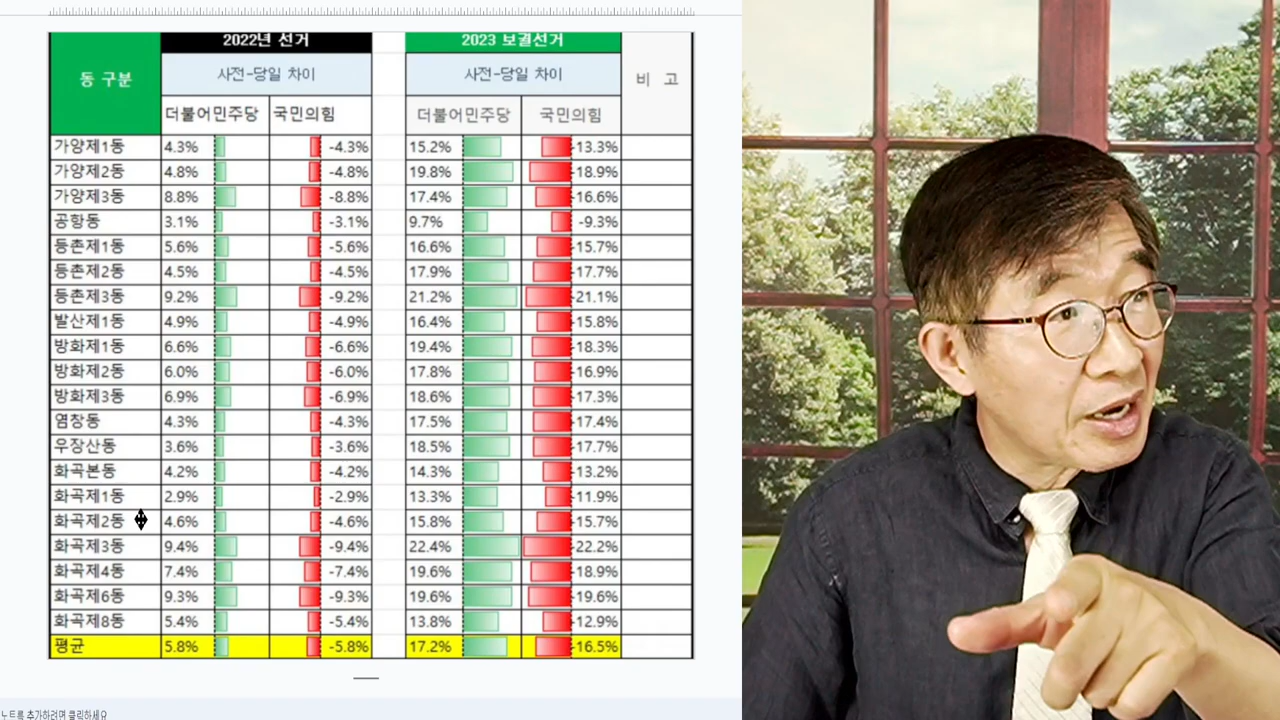 2022년 선거 2023 보궐선거
동 구분 사전-당일 차이 사전-당일 차이 비 고
더불어민주당 국민의힘 더불어민주당 국민의힘
가양제1동 4.3% -4.3% 15.2% -13.3%
가양제2동 4.8% -4.8% 19.8% -18.9%
가양제3동 8.8% -8.8% 17.4% -16.6%
공항동 3.1% -3.1% 9.7% -9.3%
등촌제1동 5.6% -5.6% 16.6% -15.7%
등촌제2동 4.5% -4.5% 17.9% -17.7%
등촌제3동 9.2% -9.2% 21.2% -21.1%
발산제1동 4.9% -4.9% 16.4% -15.8%
방화제1동 6.6% -6.6% 19.4% -18.3%
방화제2동 6.0% -6.0% 17.8% -16.9%
방화제3동 6.9% -6.9% 18.6% -17.3%
염창동 4.3% -4.3% 17.5% -17.4%
우장산동 3.6% -3.6% 18.5% -17.7%
화곡본동 4.2% -4.2% 14.3% -13.2%
화곡제1동 2.9% -2.9% 13.3% -11.9%
화곡제2동 4.6% -4.6% 15.8% -15.7%
화곡제3동 9.4% -9.4% 22.4% -22.2%
화곡제4동 7.4% -7.4% 19.6% -18.9%
화곡제6동 9.3% -9.3% 19.6% -19.6%
화곡제8동 5.4% -5.4% 13.8% -12.9%
평균 5.8% -5.8% 17.2% -16.5%
노트를 추가하려면 클릭하세요